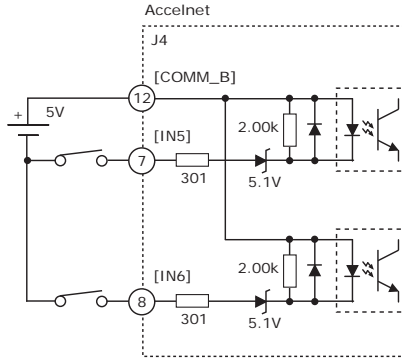 Accelnet
J4
[COMM_B]
12
+
5V
[IN5]
2.00k
7
301
5.1V
[IN6]
2.00k
8
301
5.1V